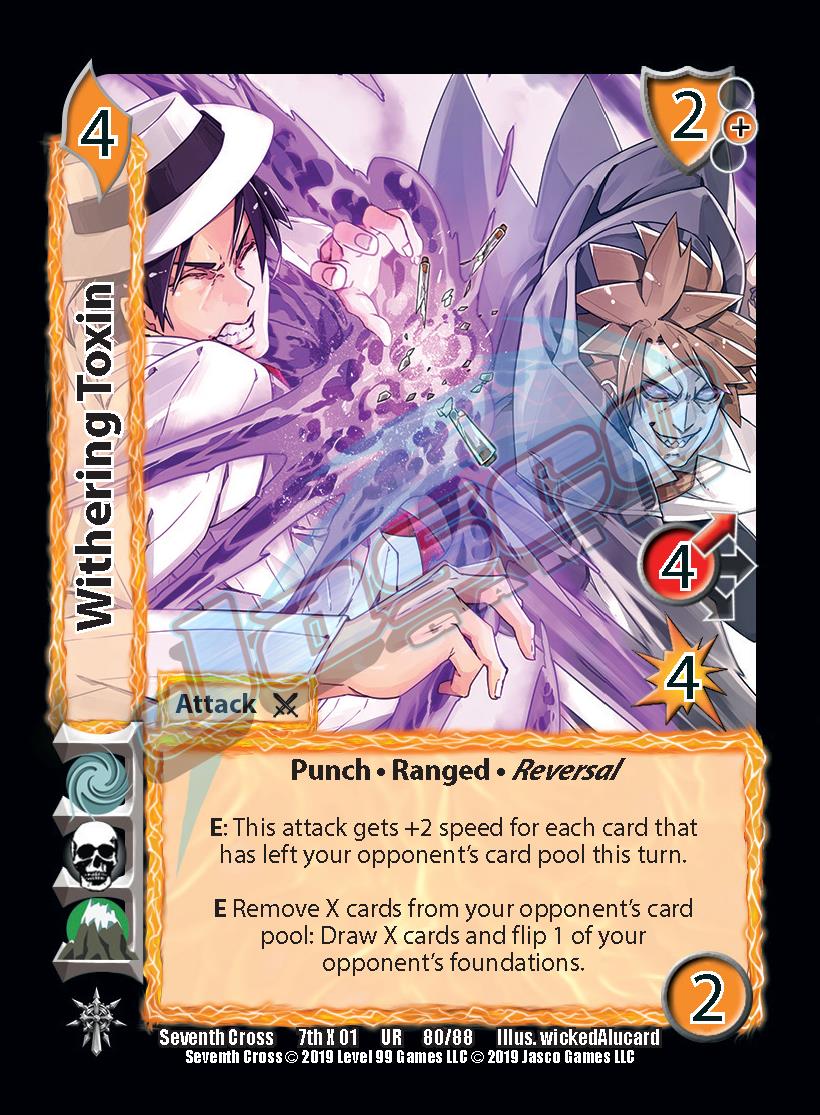 4
2
+
Withering Toxin
JASCO
4
4
Attack
Punch • Ranged • Reversal
E: This attack gets +2 speed for each card that
has left your opponent's card pool this turn.
E Remove X cards from your opponent's card
pool: Draw X cards and flip 1 of your
opponent's foundations.
2
Seventh Cross 7th X 01 UR 80/88 Illus. wickedAlucard
Seventh Cross © 2019 Level 99 Games LLC © 2019 Jasco Games LLC